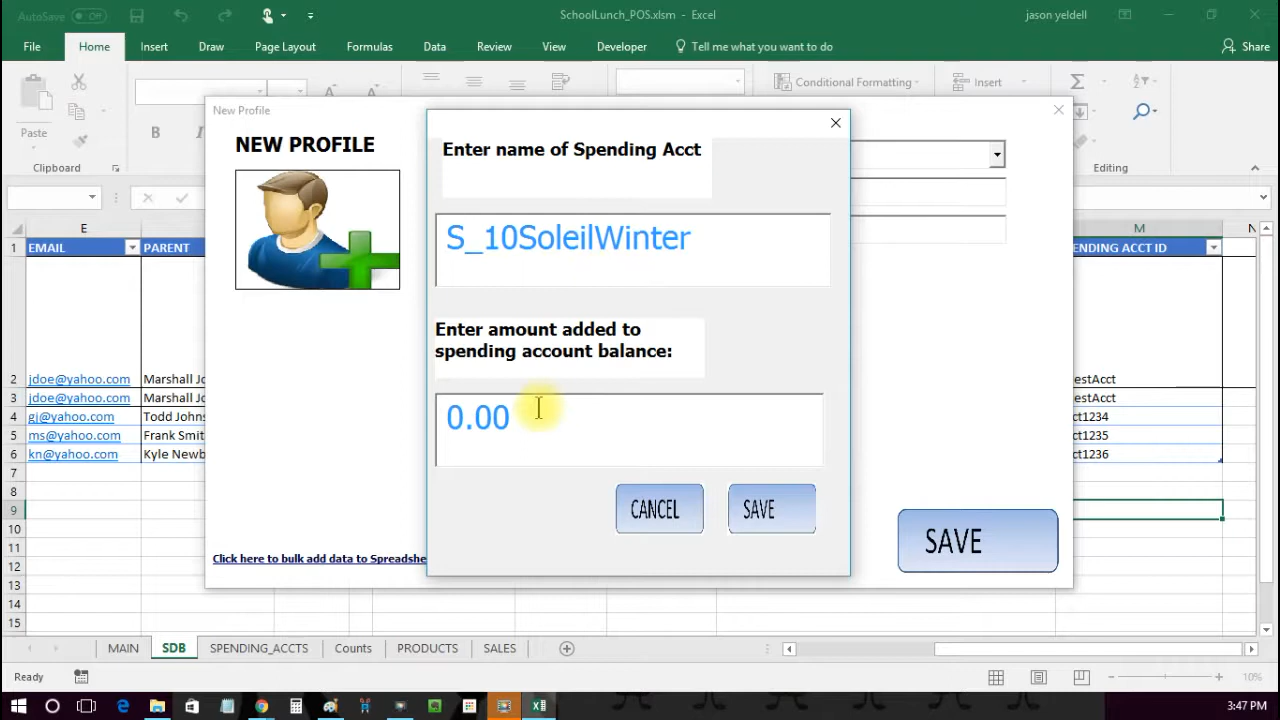 AutoSave Off
SchoolLunch_POS.xlsm - Excel
jason yeldell
File Home Insert Draw Page Layout Formulas Data Review View Developer Tell me what you want to do Share
Paste
B
Conditional Formatting
Insert
Clipboard
Editing
New Profile
NEW PROFILE
Enter name of Spending Acct
S_10SoleilWinter
Enter amount added to
spending account balance:
0.00
CANCEL SAVE
SAVE
Click here to bulk add data to Spreadshe
E M N
1 EMAIL PARENT ENDING ACCT ID
2 jdoe@yahoo.com Marshall Jo estAcct
3 jdoe@yahoo.com Marshall Jo estAcct
4 gj@yahoo.com Todd Johns ct1234
5 ms@yahoo.com Frank Smit ct1235
6 kn@yahoo.com Kyle Newb ct1236
7
8
9
10
11
12
13
14
15
MAIN SDB SPENDING_ACCTS Counts PRODUCTS SALES
Ready
10%
3:47 PM